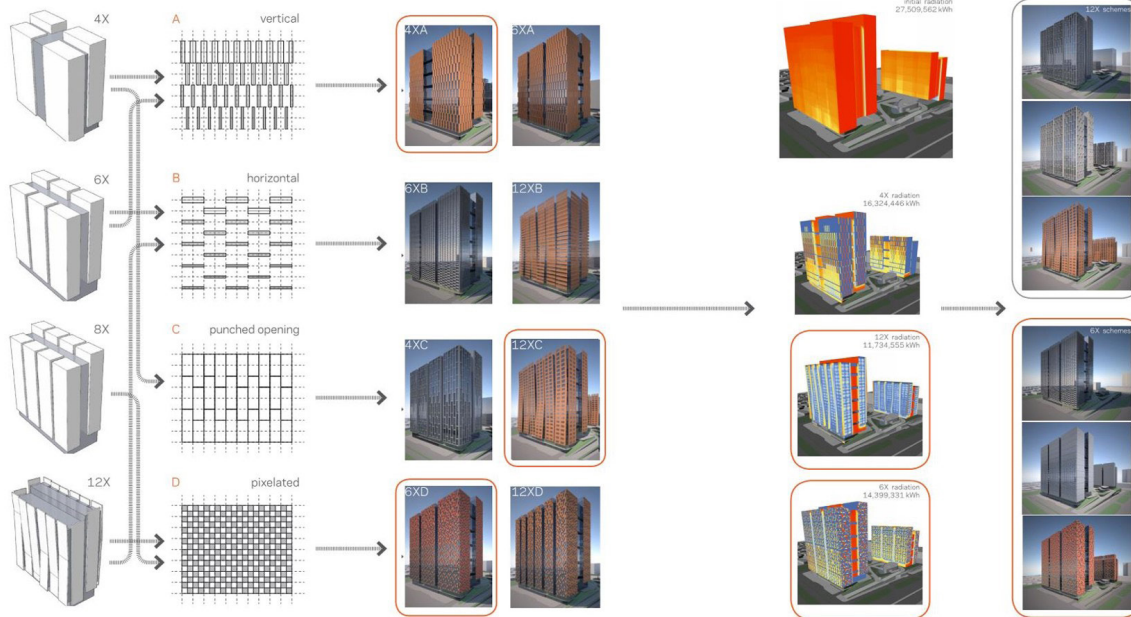 4X
A
vertical
4XA
6XA
initial radiation
27,509,562 kWh
12X schemes
6X
B
horizontal
6XB
12XB
4X radiation
16,324,446 kWh
8X
C
punched opening
4XC
12XC
12X radiation
11,734,555 kWh
6X schemes
12X
D
pixelated
6XD
12XD
6X radiation
14,399,331 kWh